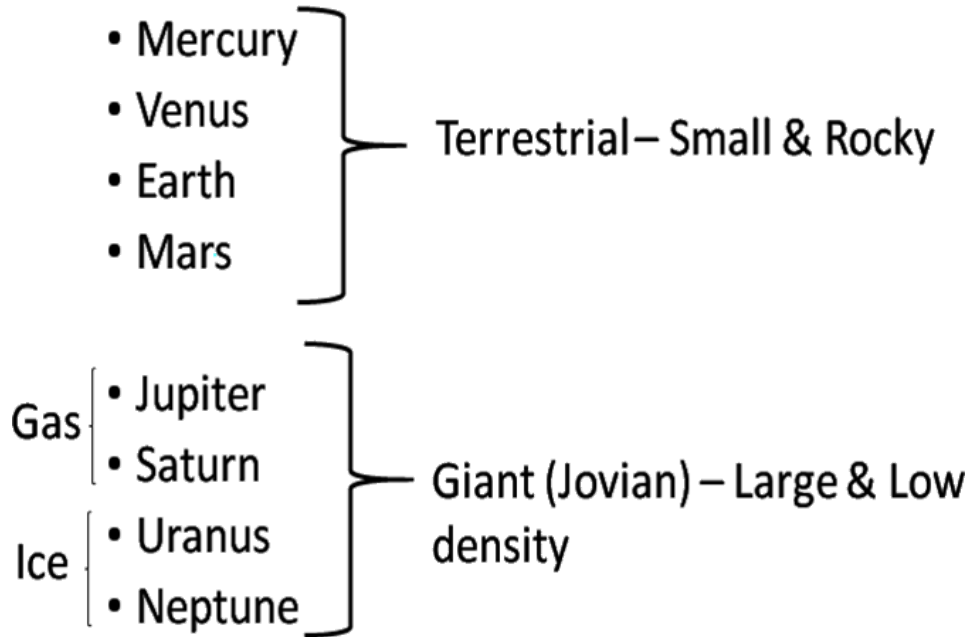 • Mercury
• Venus
• Earth
• Mars
Terrestrial – Small & Rocky
Gas
• Jupiter
• Saturn
Ice
• Uranus
• Neptune
Giant (Jovian) – Large & Low
density